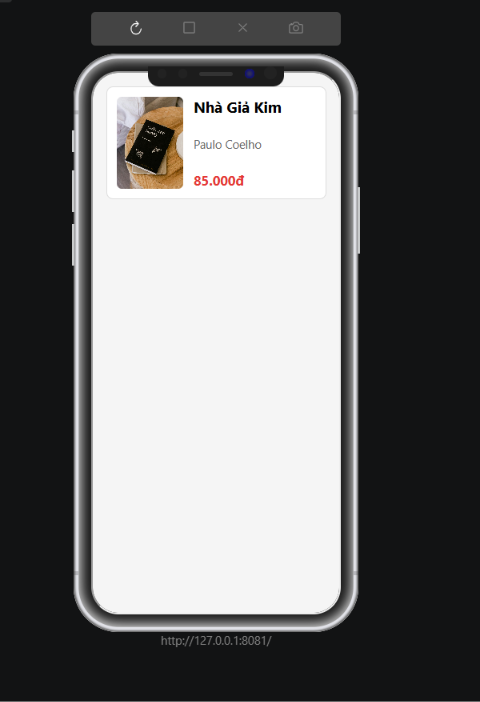 Nhà Giả Kim
Paulo Coelho
85.000đ
http://127.0.0.1:8081/